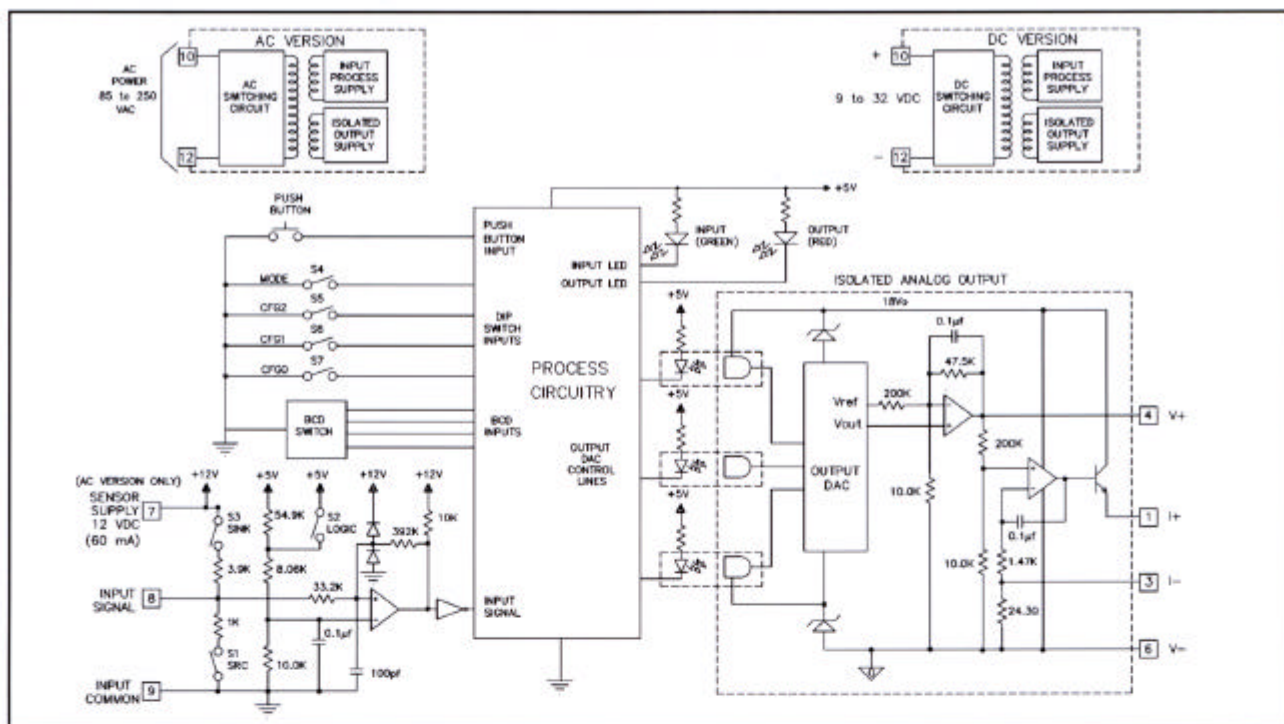 AC VERSION
AC
POWER
85 to 250
VAC
10
12
AC
SWITCHING
CIRCUIT
INPUT
PROCESS
SUPPLY
ISOLATED
OUTPUT
SUPPLY
DC VERSION
+
10
9 to 32 VDC
-
12
DC
SWITCHING
CIRCUIT
INPUT
PROCESS
SUPPLY
ISOLATED
OUTPUT
SUPPLY
PUSH
BUTTON
MODE
S4
CFG2
S5
CFG1
S6
CFG0
S7
BCD
SWITCH
PUSH
BUTTON
INPUT
DIP
SWITCH
INPUTS
PROCESS
CIRCUITRY
BCD
INPUTS
INPUT LED
OUTPUT LED
OUTPUT
DAC
CONTROL
LINES
INPUT
SIGNAL
+5V
INPUT
(GREEN)
OUTPUT
(RED)
+5V
+5V
+5V
ISOLATED ANALOG OUTPUT
0.1µf
47.5K
200K
Vref
Vout
OUTPUT
DAC
10.0K
200K
10.0K
0.1µf
1.47K
24.30
4 V+
1 I+
3 I-
6 V-
(AC VERSION ONLY)
SENSOR
SUPPLY
12 VDC
(60 mA)
7
+12V
+5V
+5V
+12V
+12V
S3
SINK
54.9K
S2
LOGIC
392K
10K
3.9K
8.06K
33.2K
INPUT
SIGNAL
8
1K
S1
SRC
10.0K
0.1µf
100pf
+
-
INPUT
COMMON
9